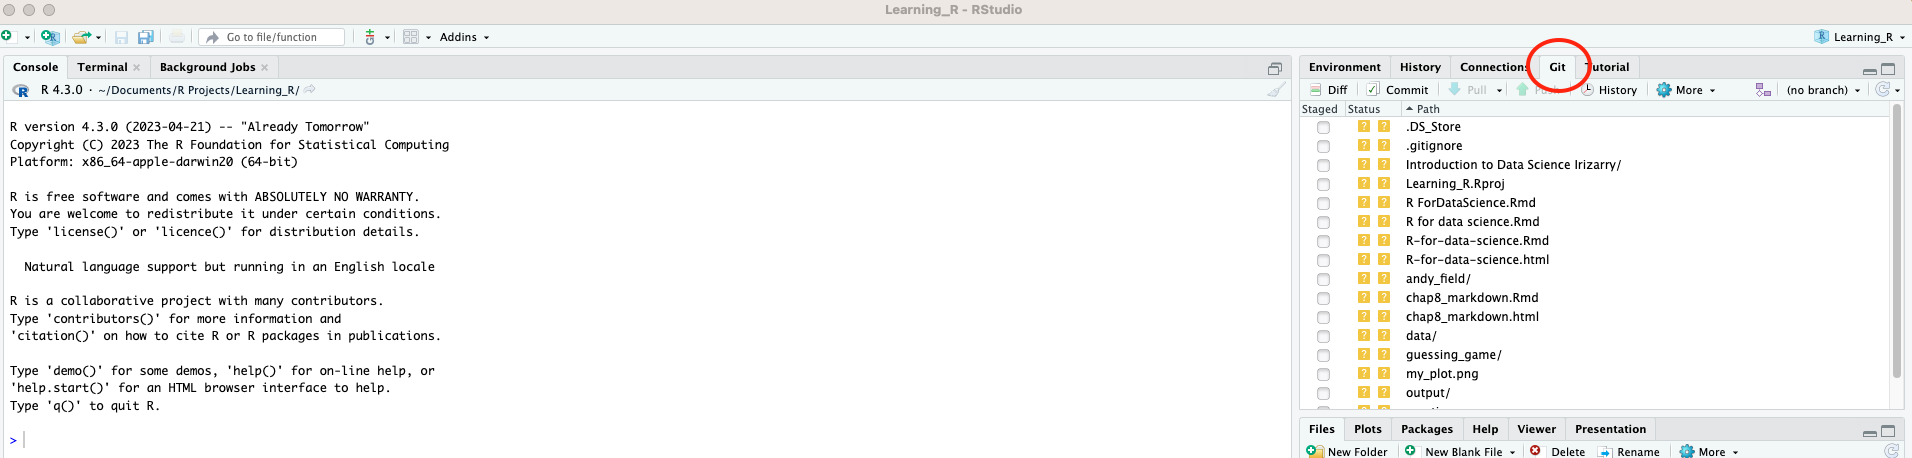 Learning_R - RStudio
Go to file/function
Addins
Learning_R
Console Terminal Background Jobs
R 4.3.0 · ~/Documents/R Projects/Learning_R/
R version 4.3.0 (2023-04-21) -- "Already Tomorrow"
Copyright (C) 2023 The R Foundation for Statistical Computing
Platform: x86_64-apple-darwin20 (64-bit)
R is free software and comes with ABSOLUTELY NO WARRANTY.
You are welcome to redistribute it under certain conditions.
Type 'license()' or 'licence()' for distribution details.
Natural language support but running in an English locale
R is a collaborative project with many contributors.
Type 'contributors()' for more information and
'citation()' on how to cite R or R packages in publications.
Type 'demo()' for some demos, 'help()' for on-line help, or
'help.start()' for an HTML browser interface to help.
Type 'q()' to quit R.
>
Environment History Connections Git Tutorial
Diff Commit Pull Push History More (no branch)
Staged Status Path
? ? .DS_Store
? ? .gitignore
? ? Introduction to Data Science Irizarry/
? ? Learning_R.Rproj
? ? R ForDataScience.Rmd
? ? R for data science.Rmd
? ? R-for-data-science.Rmd
? ? R-for-data-science.html
? ? andy_field/
? ? chap8_markdown.Rmd
? ? chap8_markdown.html
? ? data/
? ? guessing_game/
? ? my_plot.png
? ? output/
Files Plots Packages Help Viewer Presentation
New Folder New Blank File Delete Rename More